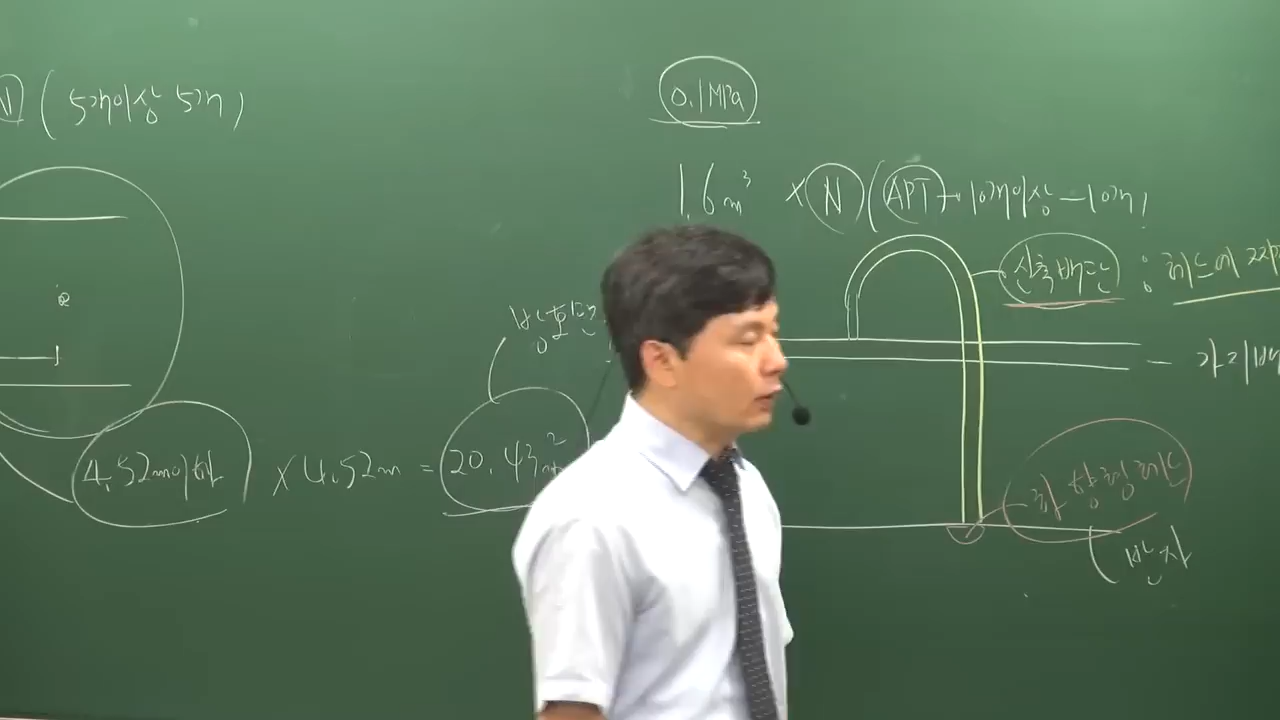 N (5개이상 5개)
0.1MPa
1.6m³ × N (APT → 10개이상 — 10개)
신축배관 : 헤드에
방호면
— 가지배
4.52m이하 × 4.52m = 20.43m²
하향형헤드
(반자